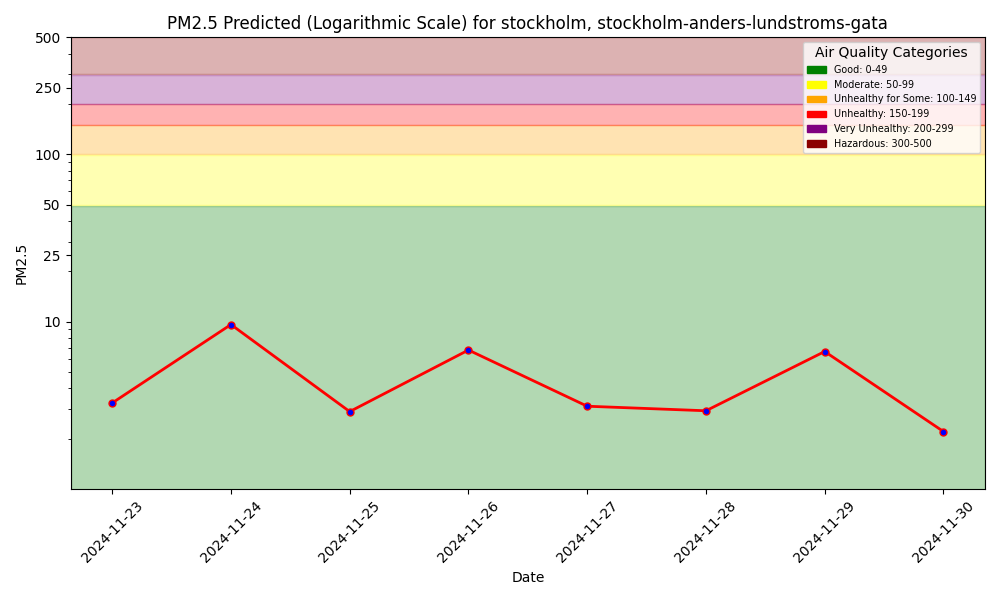 PM2.5 Predicted (Logarithmic Scale) for stockholm, stockholm-anders-lundstroms-gata
Air Quality Categories
Good: 0-49
Moderate: 50-99
Unhealthy for Some: 100-149
Unhealthy: 150-199
Very Unhealthy: 200-299
Hazardous: 300-500
500
250
100
50
25
10
PM2.5
2024-11-23
2024-11-24
2024-11-25
2024-11-26
2024-11-27
2024-11-28
2024-11-29
2024-11-30
Date